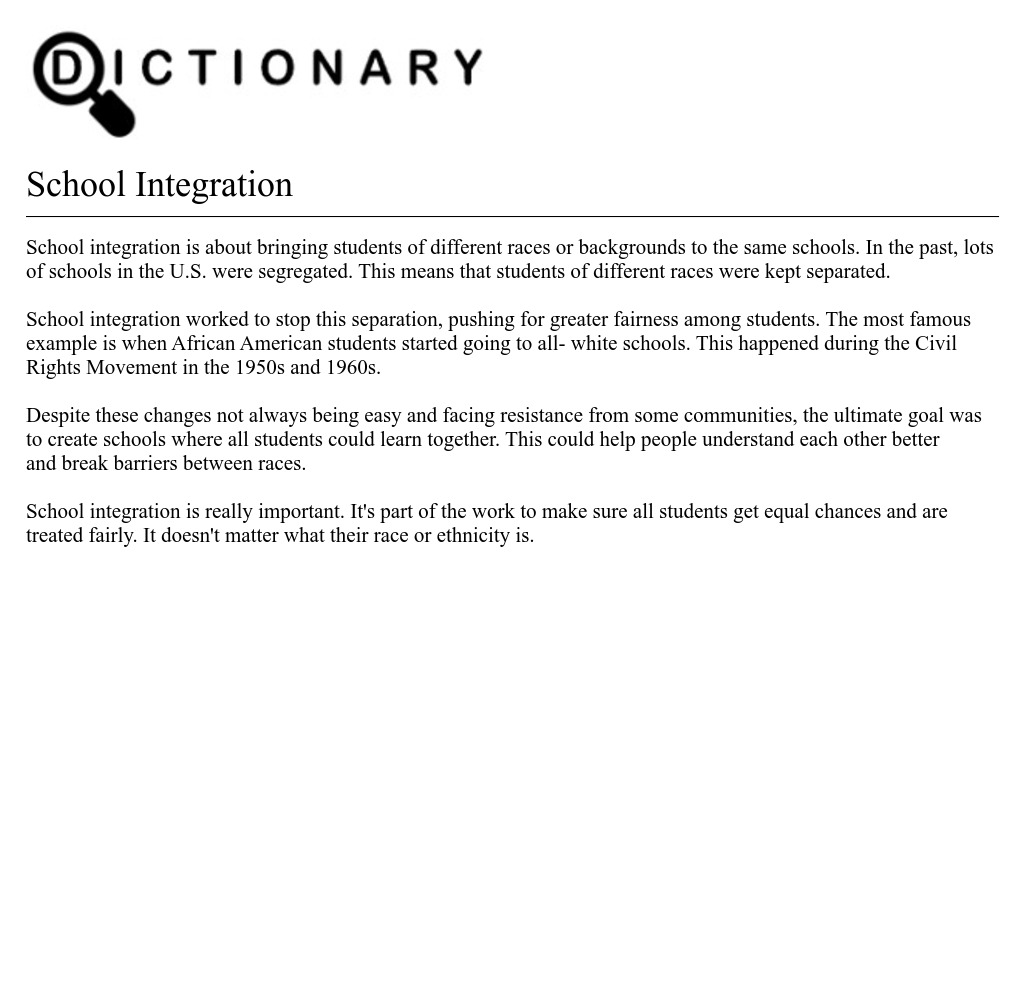 DICTIONARY
School Integration
School integration is about bringing students of different races or backgrounds to the same schools. In the past, lots
of schools in the U.S. were segregated. This means that students of different races were kept separated.
School integration worked to stop this separation, pushing for greater fairness among students. The most famous
example is when African American students started going to all- white schools. This happened during the Civil
Rights Movement in the 1950s and 1960s.
Despite these changes not always being easy and facing resistance from some communities, the ultimate goal was
to create schools where all students could learn together. This could help people understand each other better
and break barriers between races.
School integration is really important. It's part of the work to make sure all students get equal chances and are
treated fairly. It doesn't matter what their race or ethnicity is.